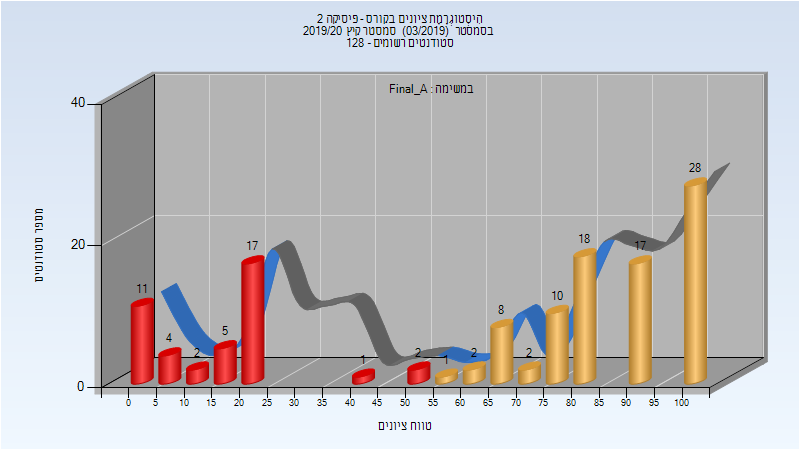 היסטוגרמת ציונים בקורס - פיסיקה 2
בסמסטר (03/2019) סמסטר קיץ 2019/20
סטודנטים רשומים - 128
במשימה : Final_A
מספר סטודנטים
40
20
0
11
4
2
5
17
1
2
1
2
8
2
10
18
17
28
0 5 10 15 20 25 30 35 40 45 50 55 60 65 70 75 80 85 90 95 100
טווח ציונים